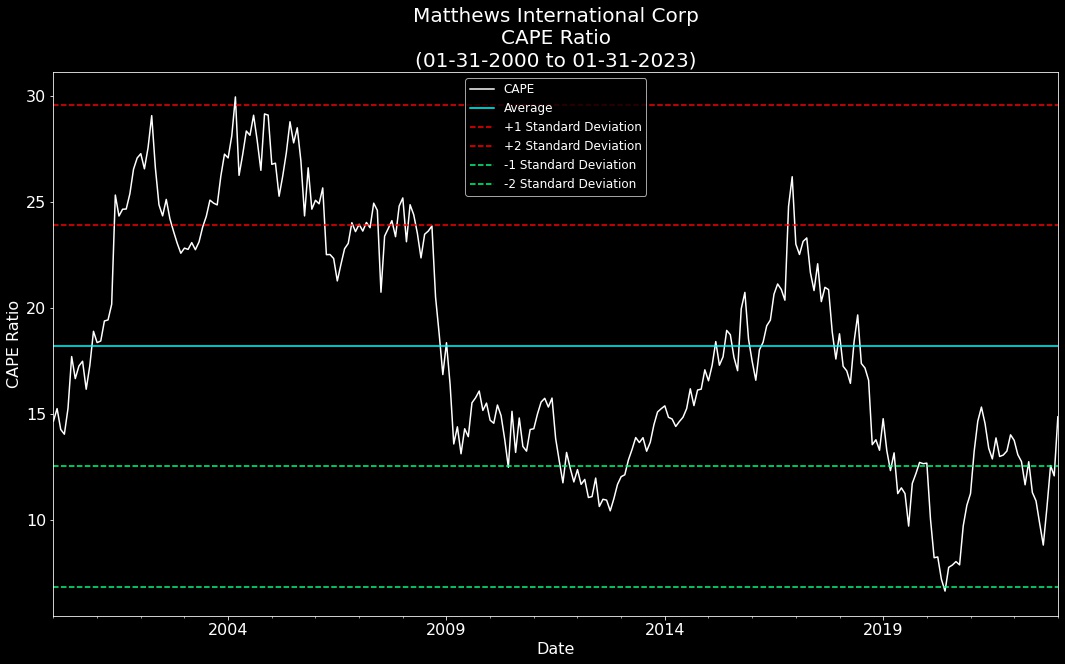 Matthews International Corp
CAPE Ratio
(01-31-2000 to 01-31-2023)
CAPE
Average
+1 Standard Deviation
+2 Standard Deviation
-1 Standard Deviation
-2 Standard Deviation
30
25
20
15
10
CAPE Ratio
2004
2009
2014
2019
Date